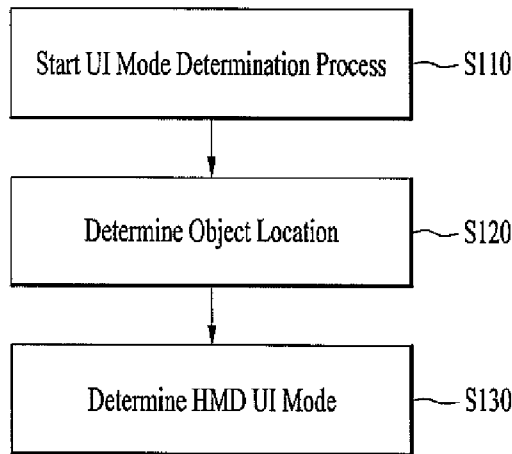 Start UI Mode Determination Process S110
Determine Object Location S120
Determine HMD UI Mode S130